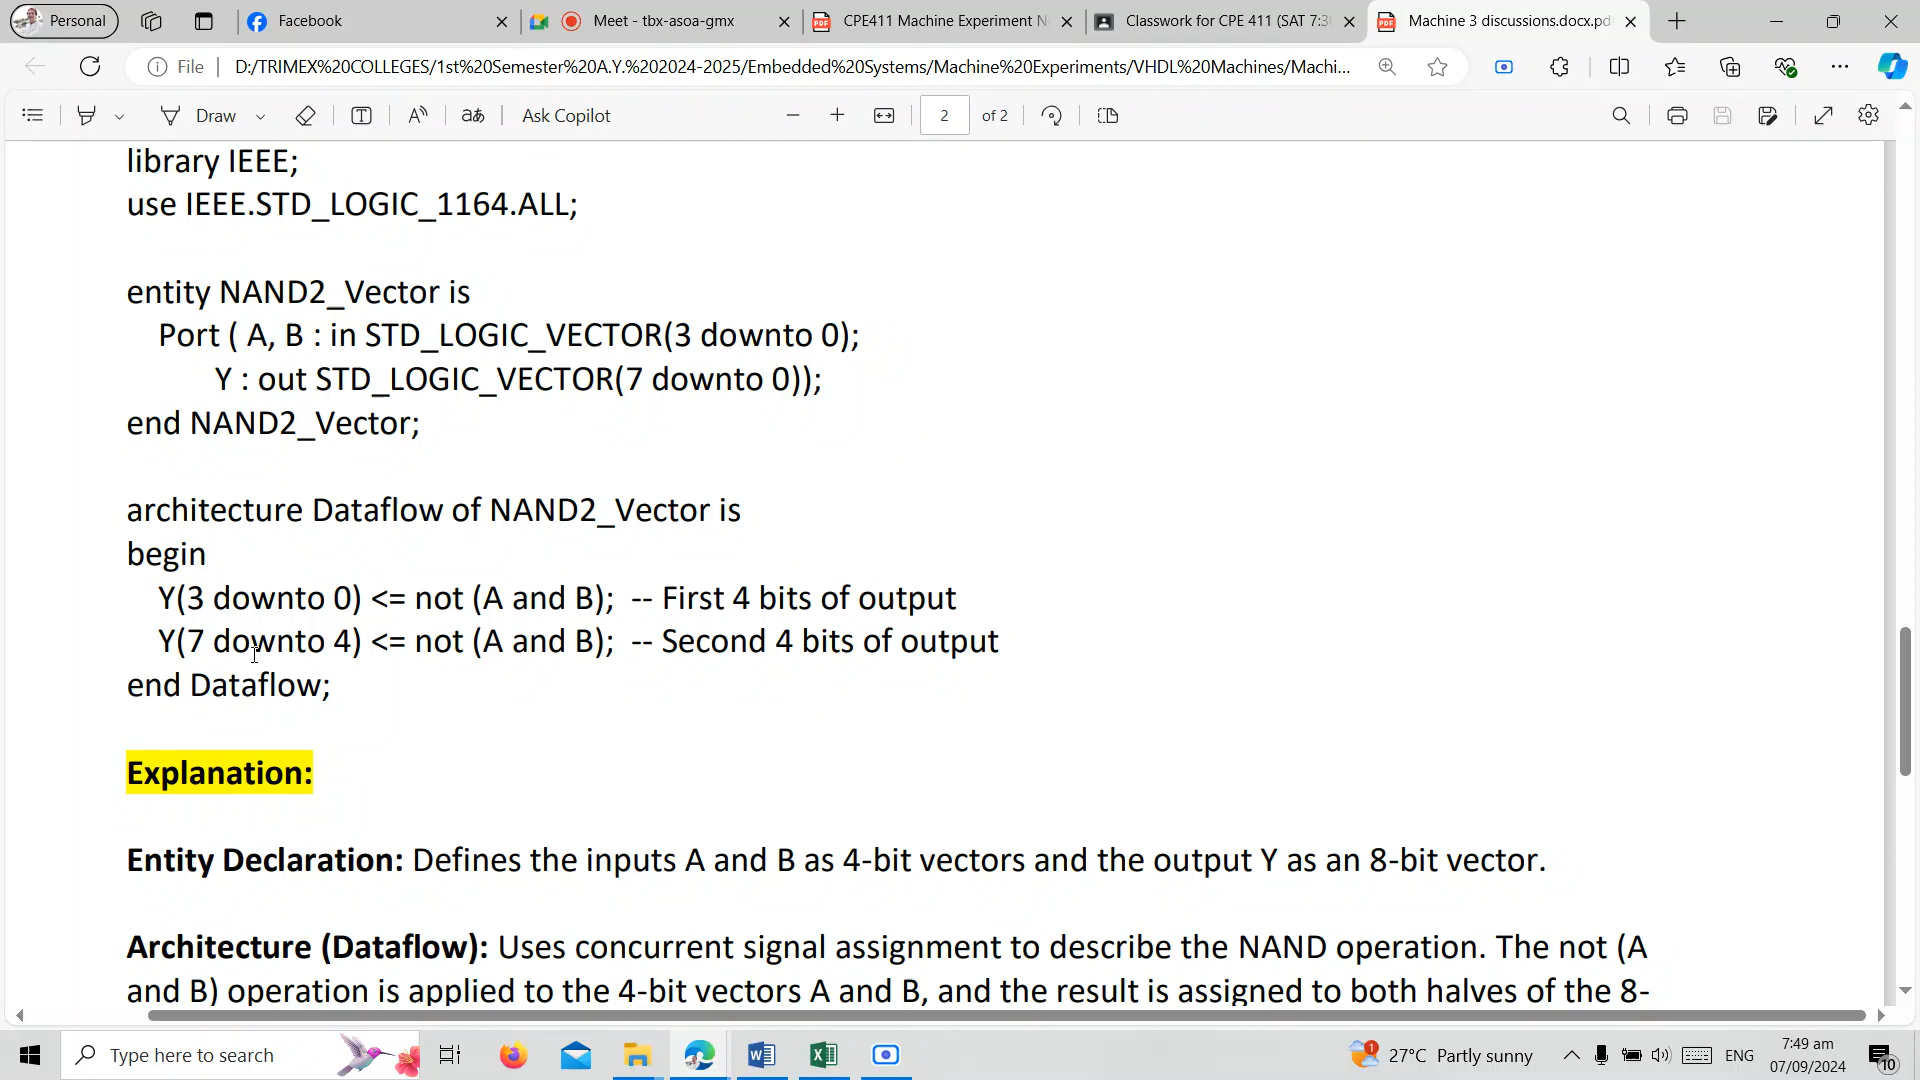 Personal
Facebook
Meet - tbx-asoa-gmx
CPE411 Machine Experiment N
Classwork for CPE 411 (SAT 7:3
Machine 3 discussions.docx.pd
File
D:/TRIMEX%20COLLEGES/1st%20Semester%20A.Y.%202024-2025/Embedded%20Systems/Machine%20Experiments/VHDL%20Machines/Machi...
Draw
aあ
Ask Copilot
2
of 2
library IEEE;
use IEEE.STD_LOGIC_1164.ALL;
entity NAND2_Vector is
Port ( A, B : in STD_LOGIC_VECTOR(3 downto 0);
Y : out STD_LOGIC_VECTOR(7 downto 0));
end NAND2_Vector;
architecture Dataflow of NAND2_Vector is
begin
Y(3 downto 0) <= not (A and B);  -- First 4 bits of output
Y(7 downto 4) <= not (A and B);  -- Second 4 bits of output
end Dataflow;
Explanation:
Entity Declaration: Defines the inputs A and B as 4-bit vectors and the output Y as an 8-bit vector.
Architecture (Dataflow): Uses concurrent signal assignment to describe the NAND operation. The not (A
and B) operation is applied to the 4-bit vectors A and B, and the result is assigned to both halves of the 8-
Type here to search
27°C Partly sunny
ENG
7:49 am
07/09/2024
10